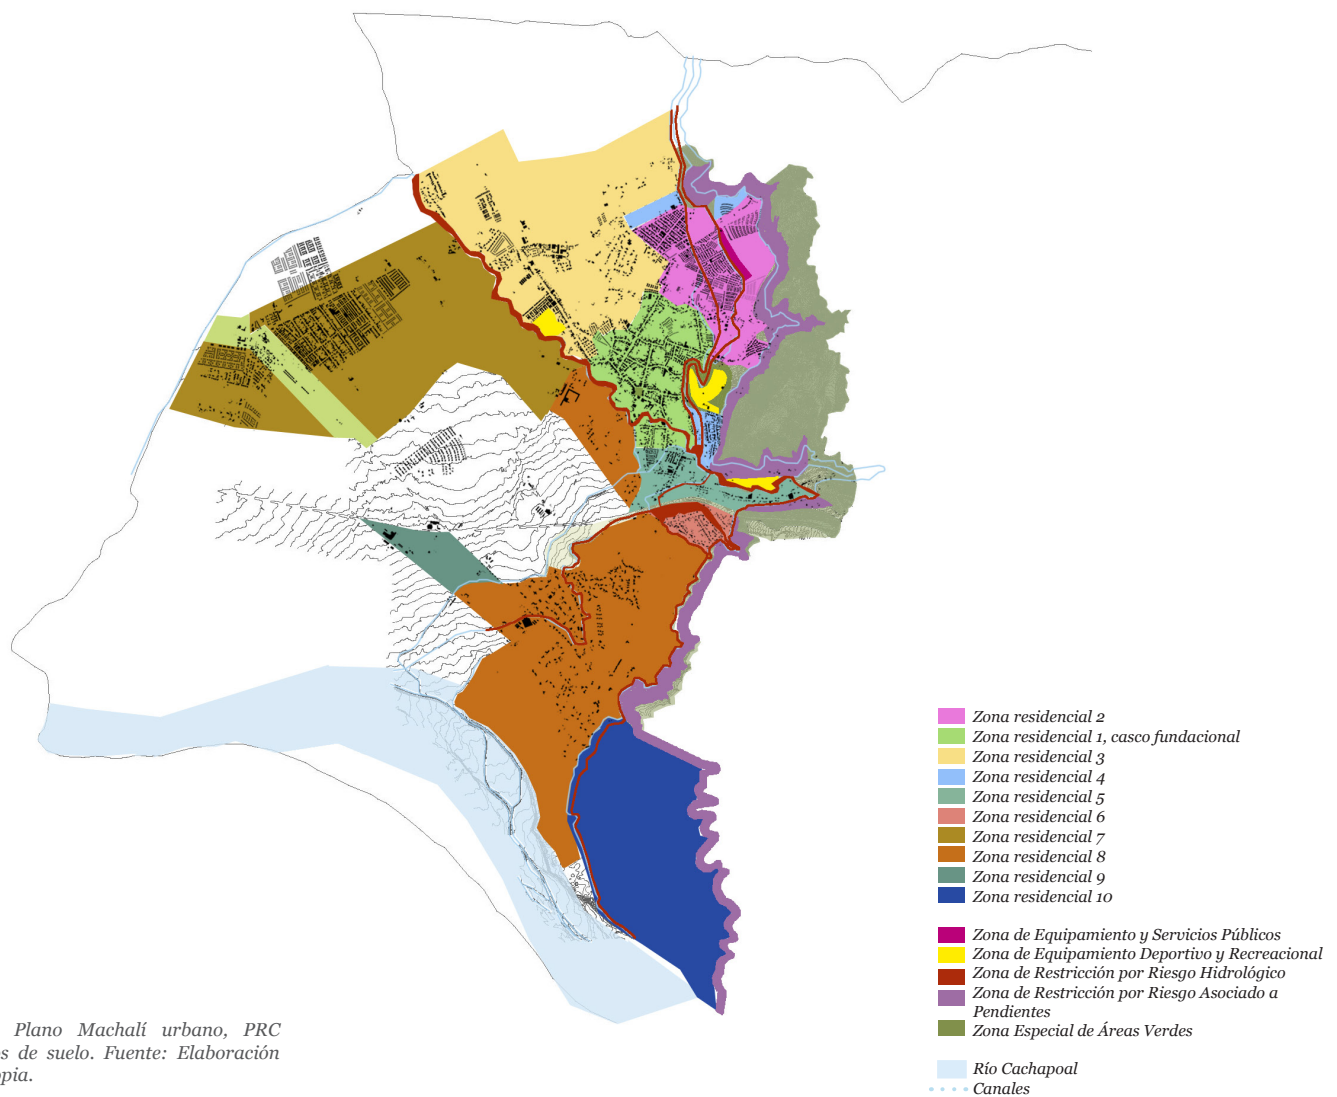 Zona residencial 2
Zona residencial 1, casco fundacional
Zona residencial 3
Zona residencial 4
Zona residencial 5
Zona residencial 6
Zona residencial 7
Zona residencial 8
Zona residencial 9
Zona residencial 10
Zona de Equipamiento y Servicios Públicos
Zona de Equipamiento Deportivo y Recreacional
Zona de Restricción por Riesgo Hidrológico
Zona de Restricción por Riesgo Asociado a
Pendientes
Zona Especial de Áreas Verdes
Río Cachapoal
Canales
Plano Machalí urbano, PRC
de suelo. Fuente: Elaboración